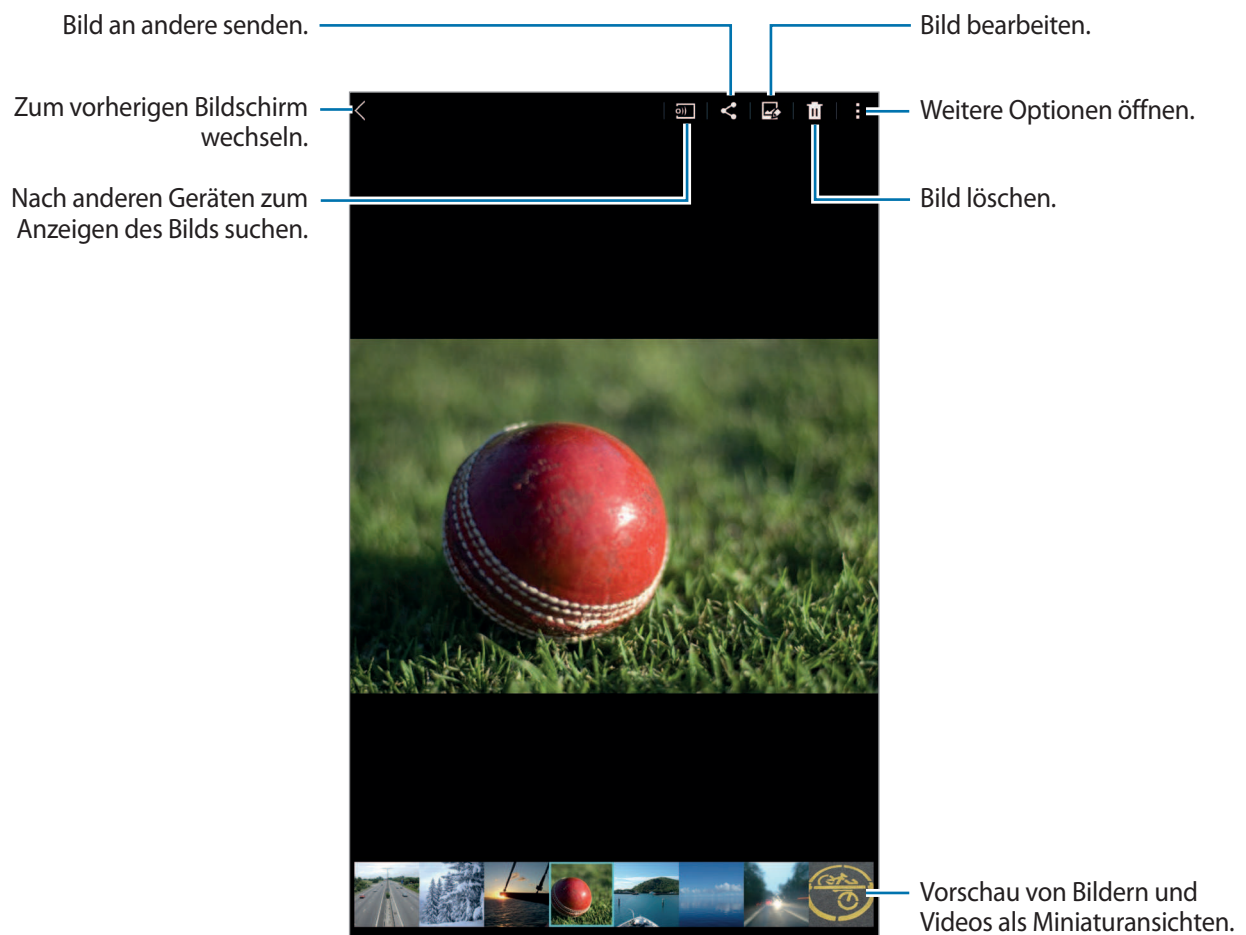 Bild an andere senden.
Bild bearbeiten.
Zum vorherigen Bildschirm
wechseln.
Weitere Optionen öffnen.
Nach anderen Geräten zum
Anzeigen des Bilds suchen.
Bild löschen.
Vorschau von Bildern und
Videos als Miniaturansichten.